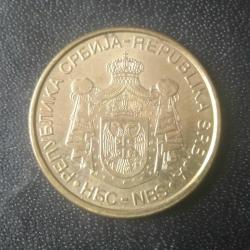 РЕПУБЛИКА СРБИЈА - REPUBLIKA SRBIJA
НБС - NBS